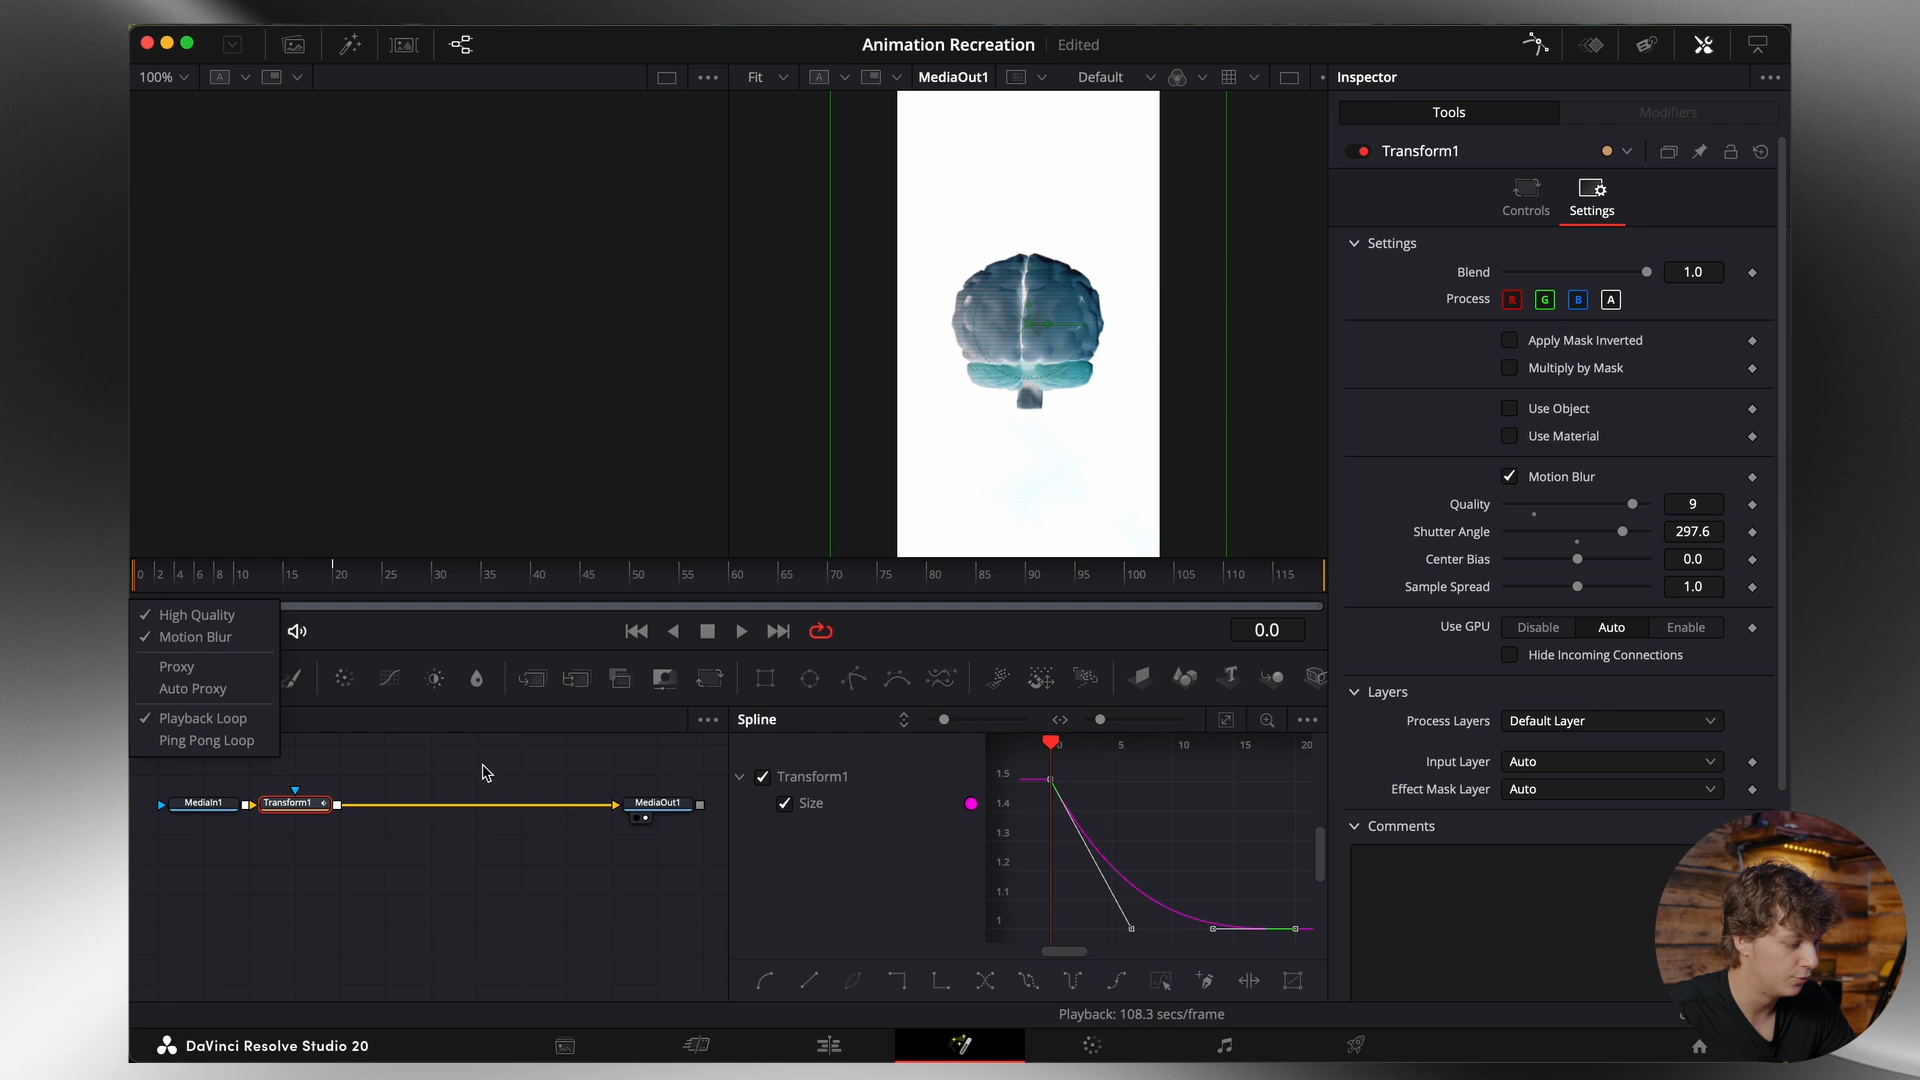 Animation Recreation Edited
100% A Fit A MediaOut1 Default Inspector
Tools Modifiers
Transform1
Controls Settings
Settings
Blend 1.0
Process R G B A
Apply Mask Inverted
Multiply by Mask
Use Object
Use Material
Motion Blur
Quality 9
Shutter Angle 297.6
Center Bias 0.0
Sample Spread 1.0
Use GPU Disable Auto Enable
Hide Incoming Connections
Layers
Process Layers Default Layer
Input Layer Auto
Effect Mask Layer Auto
Comments
0 2 4 6 8 10 15 20 25 30 35 40 45 50 55 60 65 70 75 80 85 90 95 100 105 110 115
High Quality
Motion Blur
Proxy
Auto Proxy
Playback Loop
Ping Pong Loop
0.0
T
Spline
MediaIn1 Transform1 MediaOut1
Transform1
Size
0 5 10 15 20
1.5
1.4
1.3
1.2
1.1
1
Playback: 108.3 secs/frame
DaVinci Resolve Studio 20